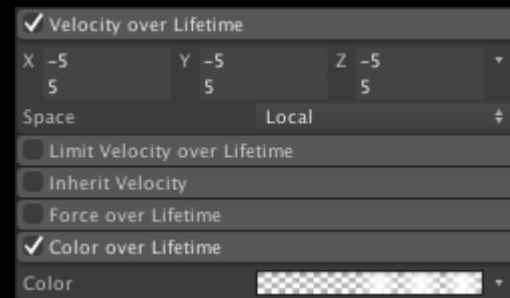 Velocity over Lifetime
X -5 Y -5 Z -5
5 5 5
Space Local
Limit Velocity over Lifetime
Inherit Velocity
Force over Lifetime
Color over Lifetime
Color